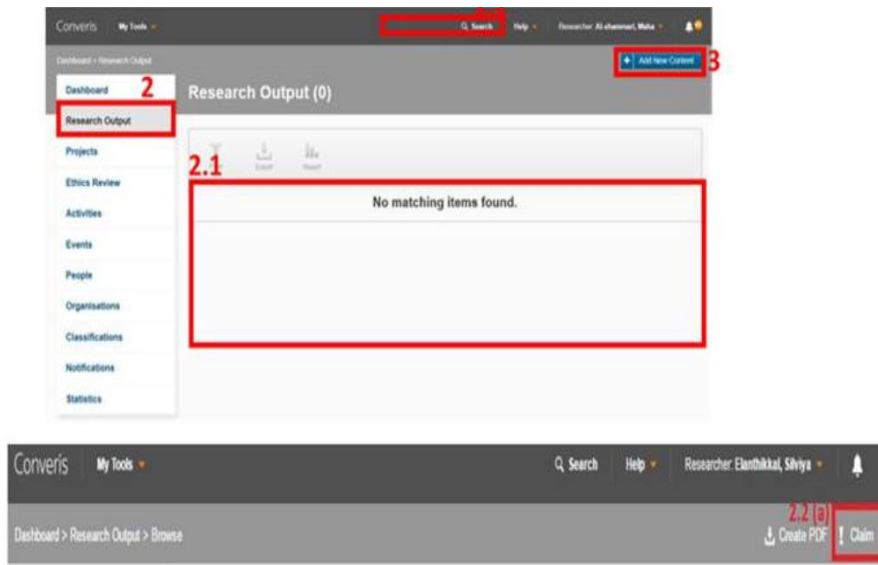 Converis My Tools Search Help Researcher: Al-shammari, Maha
Dashboard > Research Output
Add New Content 3
Dashboard 2
Research Output (0)
Research Output
Projects
2.1
Export Report
Ethics Review
No matching items found.
Activities
Events
People
Organisations
Classifications
Notifications
Statistics
Converis My Tools Search Help Researcher: Elanthikkal, Silviya
2.2 (a)
Dashboard > Research Output > Browse Create PDF ! Claim